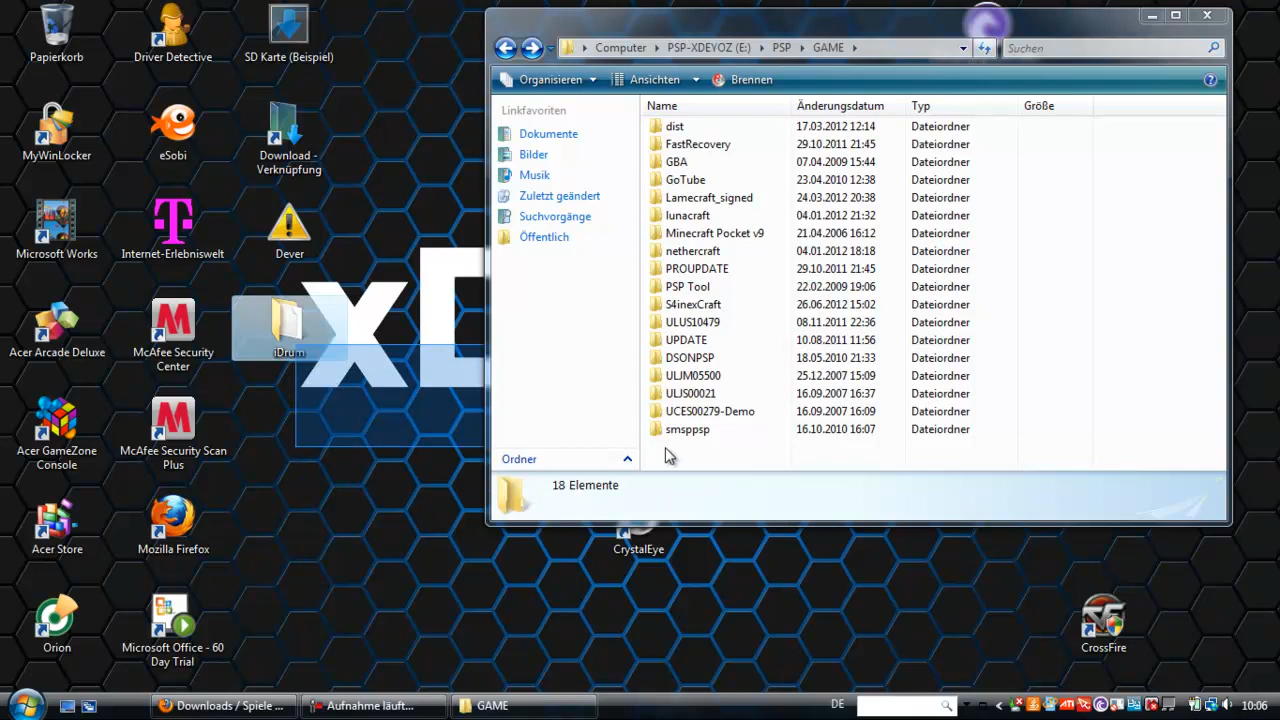 Papierkorb
Driver Detective
SD Karte (Beispiel)
MyWinLocker
eSobi
Download -
Verknüpfung
Microsoft Works
Internet-Erlebniswelt
Dever
xD
Acer Arcade Deluxe
McAfee Security
Center
iDrum
Acer GameZone
Console
McAfee Security Scan
Plus
Acer Store
Mozilla Firefox
Orion
Microsoft Office - 60
Day Trial
CrystalEye
CrossFire
Computer
PSP-XDEYOZ (E:)
PSP
GAME
Suchen
Organisieren
Ansichten
Brennen
Linkfavoriten
Dokumente
Bilder
Musik
Zuletzt geändert
Suchvorgänge
Öffentlich
Ordner
Name Änderungsdatum Typ Größe
dist 17.03.2012 12:14 Dateiordner
FastRecovery 29.10.2011 21:45 Dateiordner
GBA 07.04.2009 15:44 Dateiordner
GoTube 23.04.2010 12:38 Dateiordner
Lamecraft_signed 24.03.2012 20:38 Dateiordner
lunacraft 04.01.2012 21:32 Dateiordner
Minecraft Pocket v9 21.04.2006 16:12 Dateiordner
nethercraft 04.01.2012 18:18 Dateiordner
PROUPDATE 29.10.2011 21:45 Dateiordner
PSP Tool 22.02.2009 19:06 Dateiordner
S4inexCraft 26.06.2012 15:02 Dateiordner
ULUS10479 08.11.2011 22:36 Dateiordner
UPDATE 10.08.2011 11:56 Dateiordner
DSONPSP 18.05.2010 21:33 Dateiordner
ULJM05500 25.12.2007 15:09 Dateiordner
ULJS00021 16.09.2007 16:37 Dateiordner
UCES00279-Demo 16.09.2007 16:09 Dateiordner
smsppsp 16.10.2010 16:07 Dateiordner
18 Elemente
Downloads / Spiele ...
Aufnahme läuft...
GAME
DE
10:06